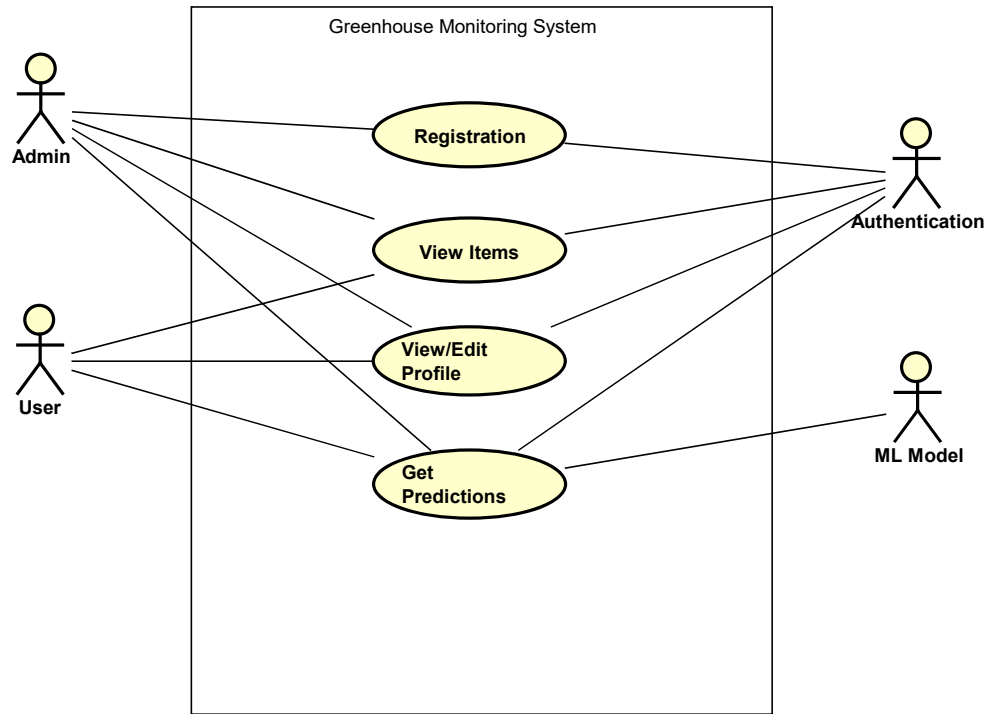 Greenhouse Monitoring System
Admin
Registration
Authentication
View Items
User
View/Edit
Profile
ML Model
Get
Predictions